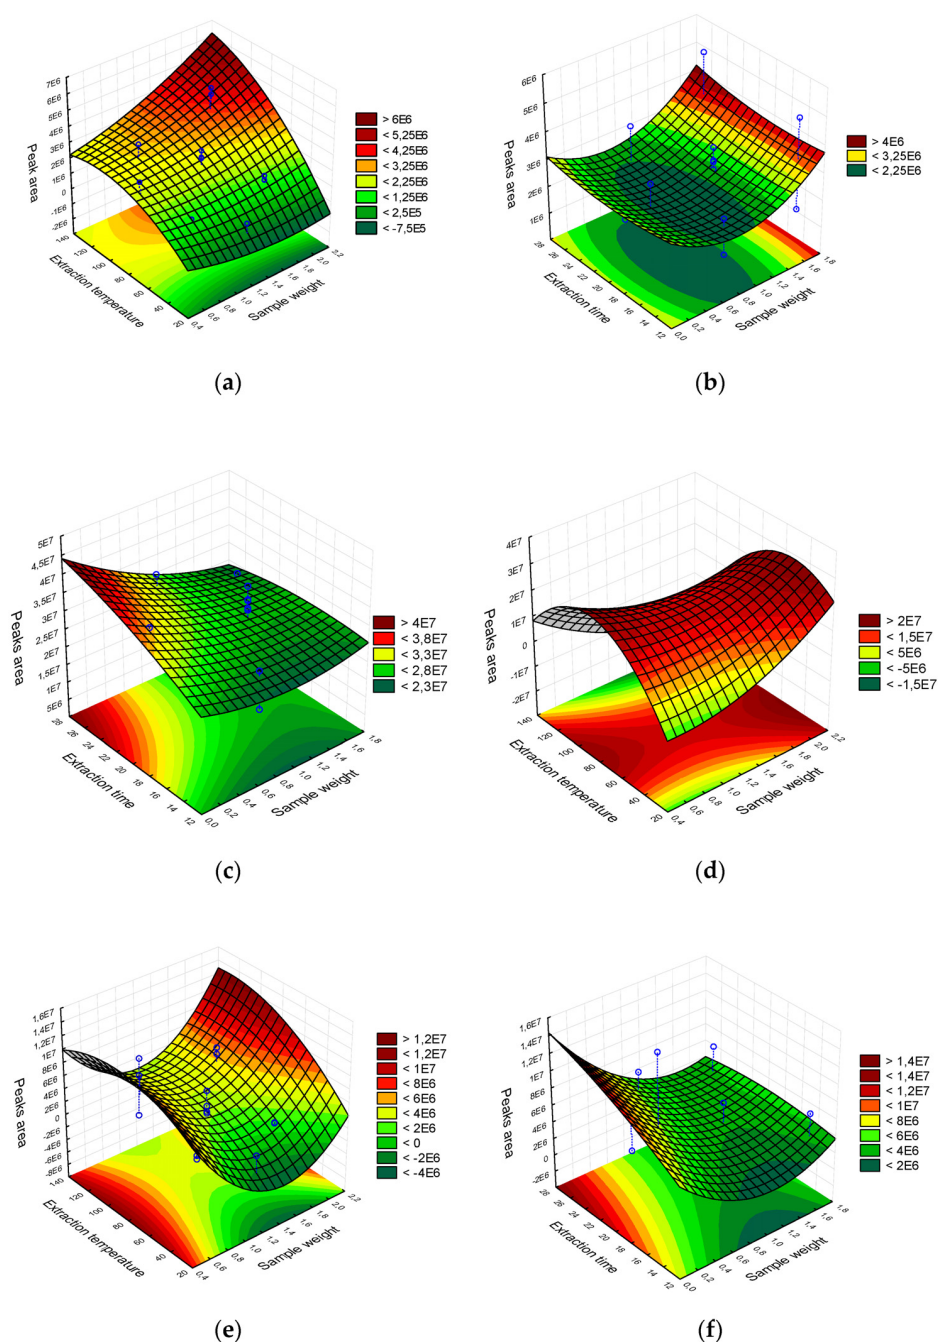 7E6
6E6
5E6
4E6
3E6
2E6
1E6
0
-1E6
-2E6
Peak area
140
120
100
80
60
40
20
Extraction temperature
0,4
0,6
0,8
1,0
1,2
1,4
1,6
1,8
2,0
2,2
Sample weight
> 6E6
< 5,25E6
< 4,25E6
< 3,25E6
< 2,25E6
< 1,25E6
< 2,5E5
< -7,5E5
(a)
6E6
5E6
4E6
3E6
2E6
1E6
Peaks area
28
26
24
22
20
18
16
14
12
Extraction time
0,0
0,2
0,4
0,6
0,8
1,0
1,2
1,4
1,6
1,8
Sample weight
> 4E6
< 3,25E6
< 2,25E6
(b)
5E7
4,5E7
4E7
3,5E7
3E7
2,5E7
2E7
1,5E7
1E7
5E6
Peaks area
28
26
24
22
20
18
16
14
12
Extraction time
0,0
0,2
0,4
0,6
0,8
1,0
1,2
1,4
1,6
1,8
Sample weight
> 4E7
< 3,8E7
< 3,3E7
< 2,8E7
< 2,3E7
(c)
4E7
3E7
2E7
1E7
0
-1E7
-2E7
-3E7
Peaks area
140
120
100
80
60
40
20
Extraction temperature
0,4
0,6
0,8
1,0
1,2
1,4
1,6
1,8
2,0
2,2
Sample weight
> 2E7
< 1,5E7
< 5E6
< -5E6
< -1,5E7
(d)
1,6E7
1,4E7
1,2E7
1E7
8E6
6E6
4E6
2E6
0
-2E6
-4E6
-6E6
-8E6
Peaks area
140
120
100
80
60
40
20
Extraction temperature
0,4
0,6
0,8
1,0
1,2
1,4
1,6
1,8
2,0
2,2
Sample weight
> 1,2E7
< 1,2E7
< 1E7
< 8E6
< 6E6
< 4E6
< 2E6
< 0
< -2E6
< -4E6
(e)
1,6E7
1,4E7
1,2E7
1E7
8E6
6E6
4E6
2E6
0
-2E6
Peaks area
28
26
24
22
20
18
16
14
12
Extraction time
0,0
0,2
0,4
0,6
0,8
1,0
1,2
1,4
1,6
1,8
Sample weight
> 1,4E7
< 1,4E7
< 1,2E7
< 1E7
< 8E6
< 6E6
< 4E6
< 2E6
(f)